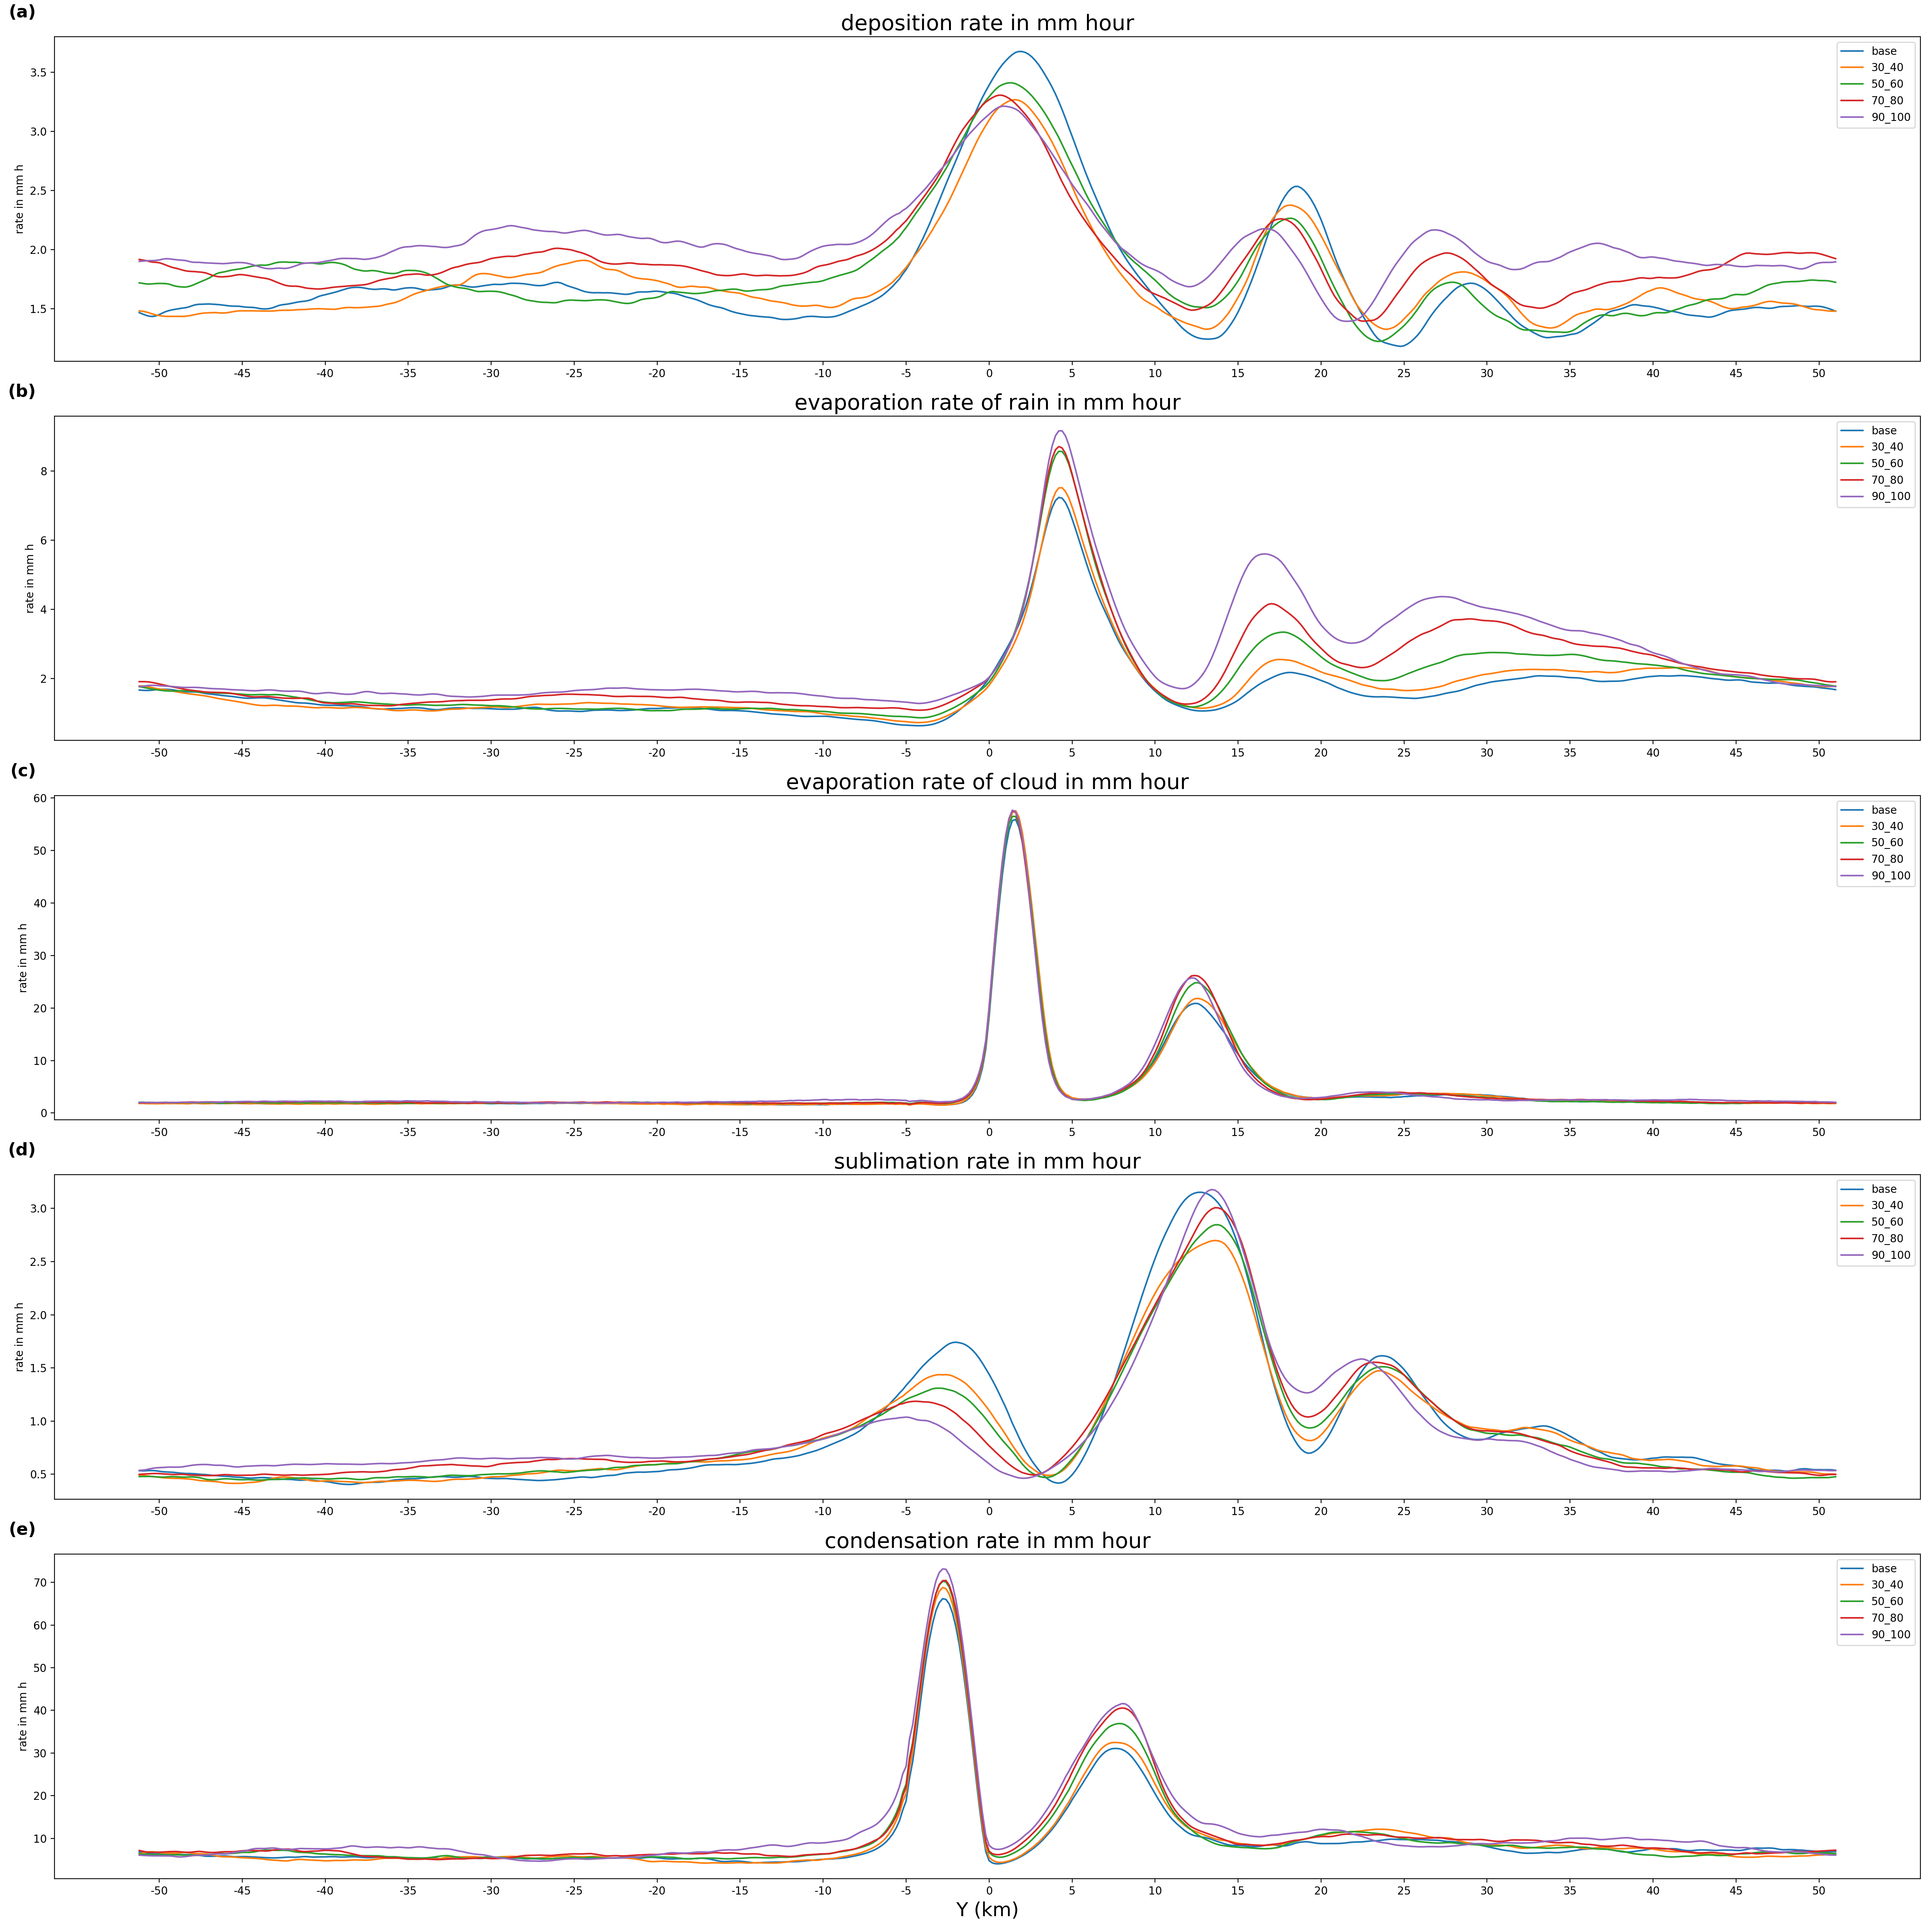 (a)
deposition rate in mm hour
rate in mm h
3.5
3.0
2.5
2.0
1.5
-50 -45 -40 -35 -30 -25 -20 -15 -10 -5 0 5 10 15 20 25 30 35 40 45 50
base
30_40
50_60
70_80
90_100
(b)
evaporation rate of rain in mm hour
rate in mm h
8
6
4
2
-50 -45 -40 -35 -30 -25 -20 -15 -10 -5 0 5 10 15 20 25 30 35 40 45 50
base
30_40
50_60
70_80
90_100
(c)
evaporation rate of cloud in mm hour
rate in mm h
60
50
40
30
20
10
0
-50 -45 -40 -35 -30 -25 -20 -15 -10 -5 0 5 10 15 20 25 30 35 40 45 50
base
30_40
50_60
70_80
90_100
(d)
sublimation rate in mm hour
rate in mm h
3.0
2.5
2.0
1.5
1.0
0.5
-50 -45 -40 -35 -30 -25 -20 -15 -10 -5 0 5 10 15 20 25 30 35 40 45 50
base
30_40
50_60
70_80
90_100
(e)
condensation rate in mm hour
rate in mm h
70
60
50
40
30
20
10
-50 -45 -40 -35 -30 -25 -20 -15 -10 -5 0 5 10 15 20 25 30 35 40 45 50
base
30_40
50_60
70_80
90_100
Y (km)